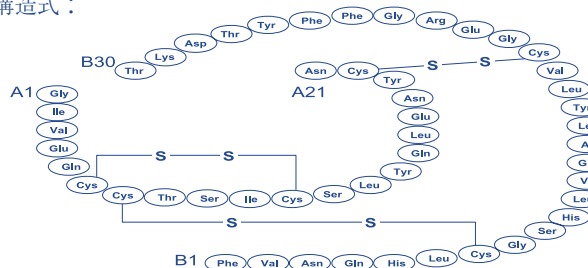 構造式：
B30 Thr Lys Asp Thr Tyr Phe Phe Gly Arg Glu Gly Cys Val Leu
A1 Gly Ile Val Glu Gln Cys Cys Thr Ser Ile Cys Ser Leu Tyr Gln Leu Glu Asn Tyr Cys Asn A21
S S
S S
S S
B1 Phe Val Asn Gln His Leu Cys Gly Ser His